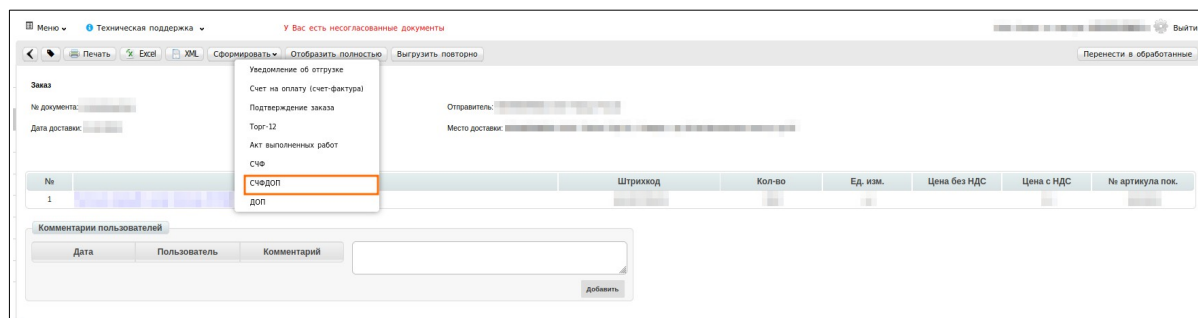 Меню Техническая поддержка У Вас есть несогласованные документы Выйти
Печать Excel XML Сформировать Отобразить полностью Выгрузить повторно Перенести в обработанные
Уведомление об отгрузке
Счет на оплату (счет-фактура)
Подтверждение заказа
Торг-12
Акт выполненных работ
СЧФ
СЧФДОП
ДОП
Заказ
№ документа: Отправитель:
Дата доставки: Место доставки:
№ Штрихкод Кол-во Ед. изм. Цена без НДС Цена с НДС № артикула пок.
1
Комментарии пользователей
Дата Пользователь Комментарий
Добавить